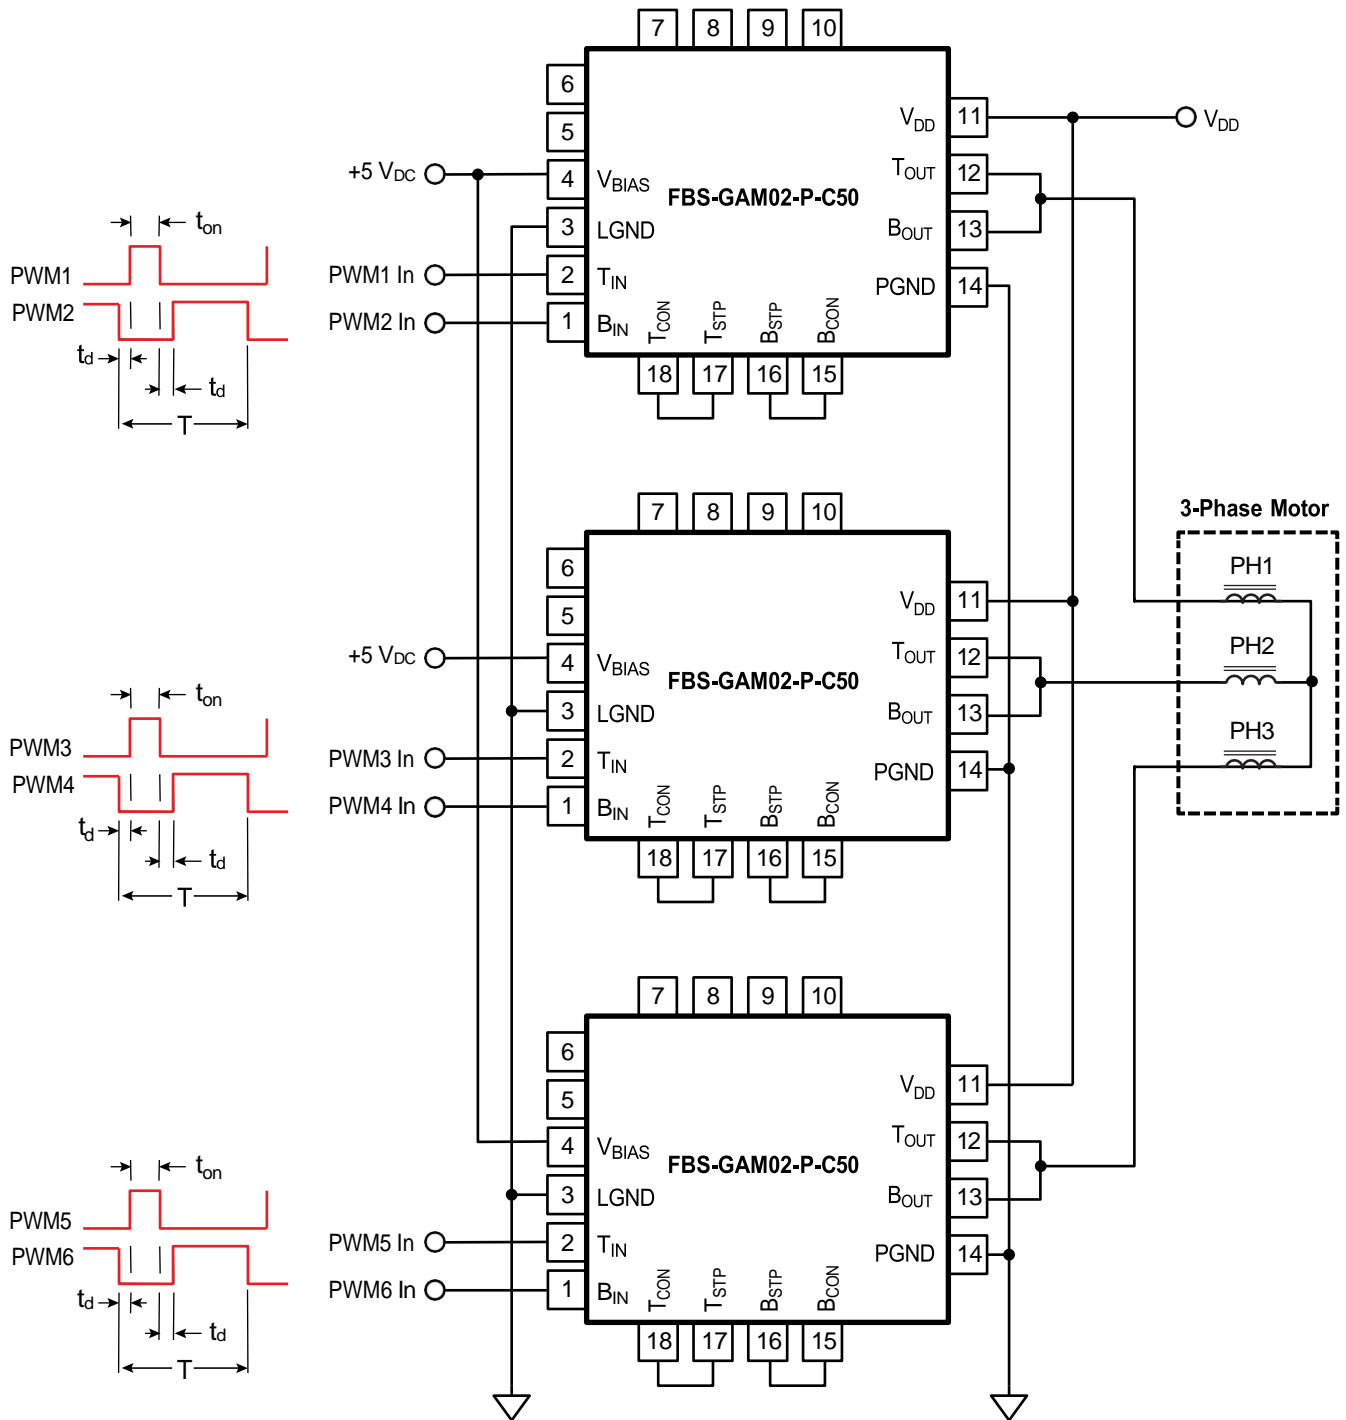 7 8 9 10
6
5
+5 VDC 4 VBIAS
3 LGND
PWM1 In 2 TIN
PWM2 In 1 BIN
FBS-GAM02-P-C50
VDD 11 VDD
TOUT 12
BOUT 13
PGND 14
TCON TSTP BSTP BCON
18 17 16 15
ton
PWM1
PWM2
td
td
T
7 8 9 10
6
5
+5 VDC 4 VBIAS
3 LGND
PWM3 In 2 TIN
PWM4 In 1 BIN
FBS-GAM02-P-C50
VDD 11
TOUT 12
BOUT 13
PGND 14
TCON TSTP BSTP BCON
18 17 16 15
ton
PWM3
PWM4
td
td
T
3-Phase Motor
PH1
PH2
PH3
7 8 9 10
6
5
4 VBIAS
3 LGND
PWM5 In 2 TIN
PWM6 In 1 BIN
FBS-GAM02-P-C50
VDD 11
TOUT 12
BOUT 13
PGND 14
TCON TSTP BSTP BCON
18 17 16 15
ton
PWM5
PWM6
td
td
T